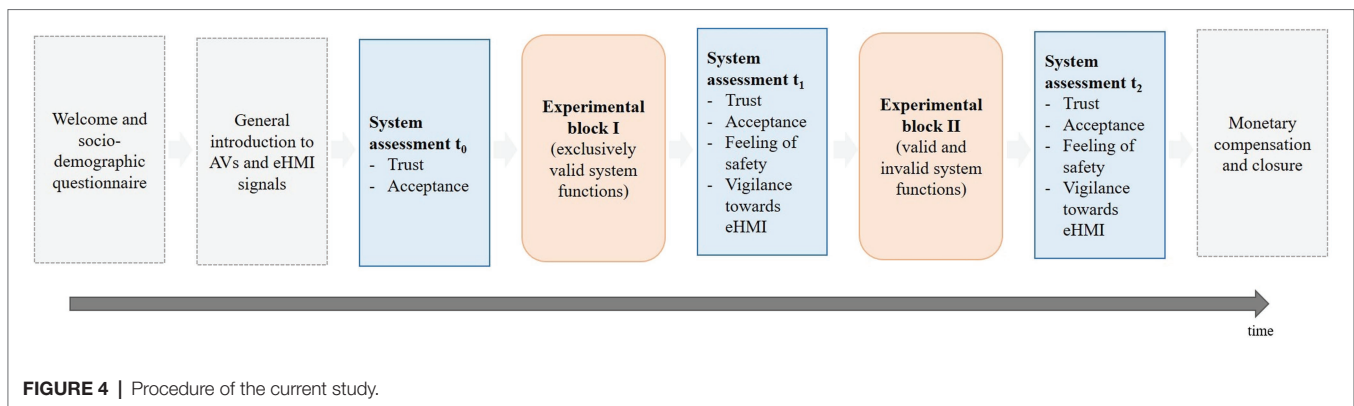 Welcome and
socio-
demographic
questionnaire
General
introduction to
AVs and eHMI
signals
System
assessment t₀
- Trust
- Acceptance
Experimental
block I
(exclusively
valid system
functions)
System
assessment t₁
- Trust
- Acceptance
- Feeling of
safety
- Vigilance
towards
eHMI
Experimental
block II
(valid and
invalid system
functions)
System
assessment t₂
- Trust
- Acceptance
- Feeling of
safety
- Vigilance
towards
eHMI
Monetary
compensation
and closure
time
FIGURE 4 | Procedure of the current study.